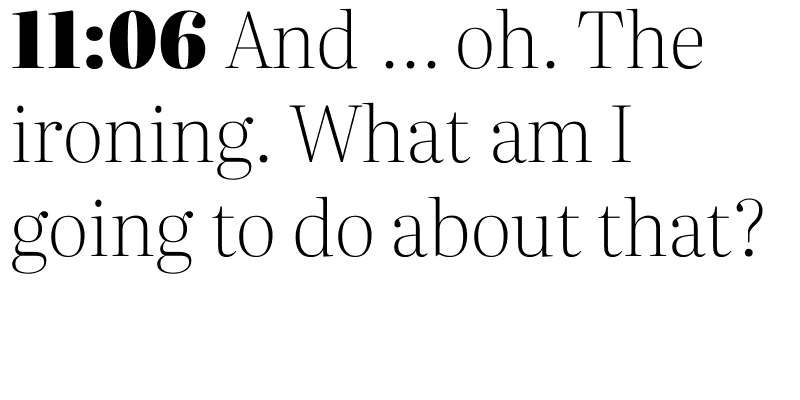 11:06 And … oh. The
ironing. What am I
going to do about that?